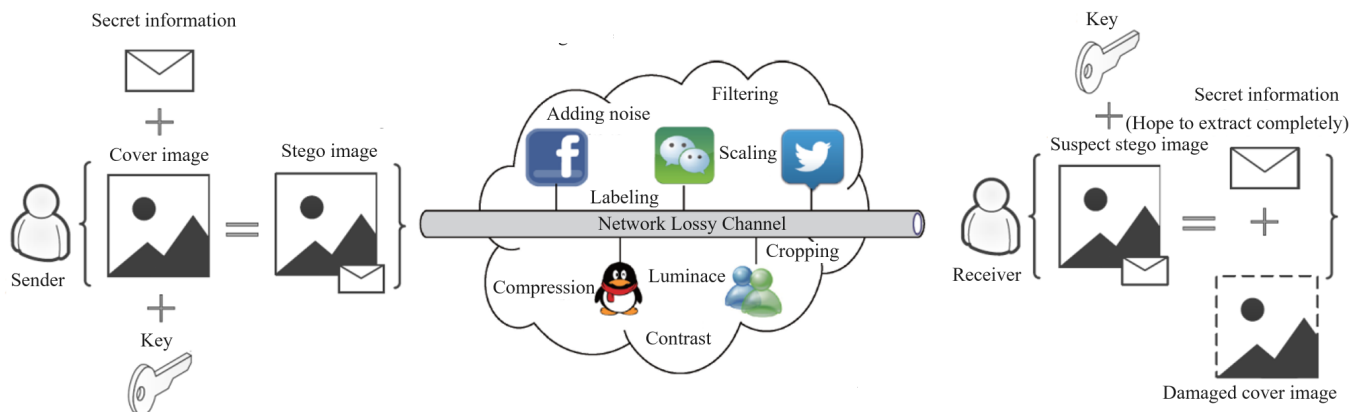 Secret information
Cover image
Stego image
Sender
Key
Filtering
Adding noise
f
Scaling
Labeling
Network Lossy Channel
Cropping
Luminace
Compression
Contrast
Key
Secret information
(Hope to extract completely)
Suspect stego image
Receiver
Damaged cover image